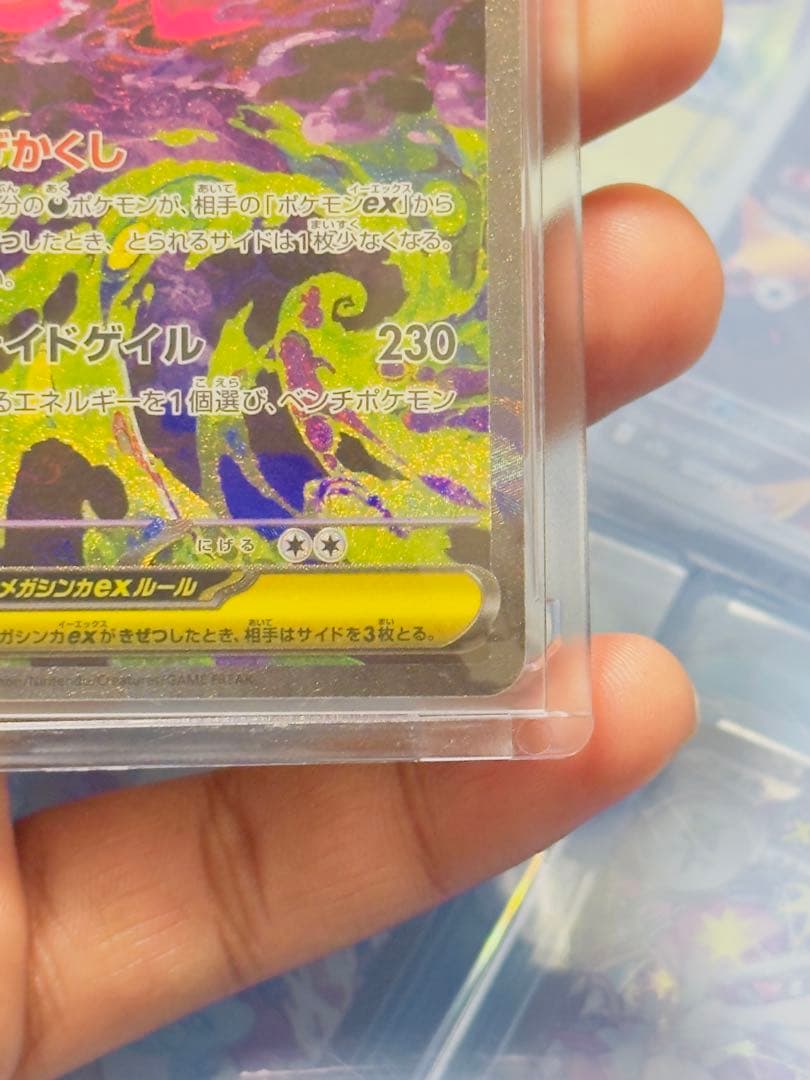 かくし
分のポケモンが、相手の「ポケモンex」から
つしたとき、とられるサイドは1枚少なくなる。
イドゲイル 230
るエネルギーを1個選び、ベンチポケモン
にげる
メガシンカexルール
ガシンカexがきぜつしたとき、相手はサイドを3枚とる。
/Nintendo/Creatures/GAME FREAK.